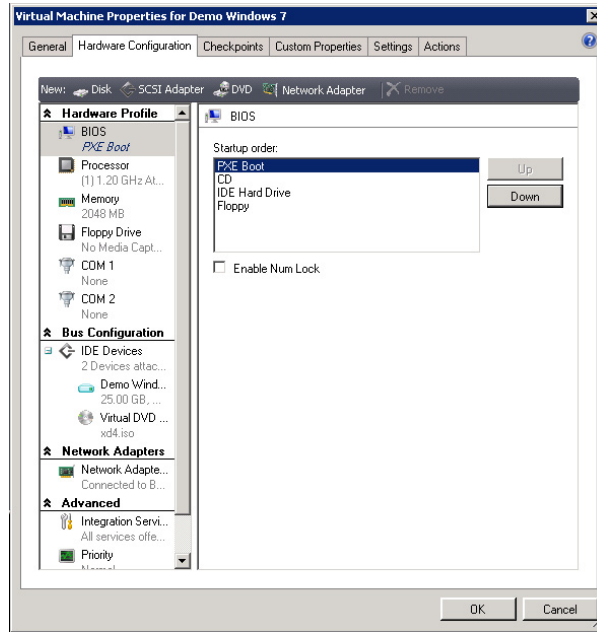 Virtual Machine Properties for Demo Windows 7
General Hardware Configuration Checkpoints Custom Properties Settings Actions
New: Disk SCSI Adapter DVD Network Adapter Remove
Hardware Profile
BIOS
PXE Boot
Processor
(1) 1.20 GHz At...
Memory
2048 MB
Floppy Drive
No Media Capt...
COM 1
None
COM 2
None
Bus Configuration
IDE Devices
2 Devices attac...
Demo Wind...
25.00 GB, ...
Virtual DVD ...
xd4.iso
Network Adapters
Network Adapte...
Connected to B...
Advanced
Integration Servi...
All services offe...
Priority
Normal
BIOS
Startup order:
PXE Boot
CD
IDE Hard Drive
Floppy
Up
Down
Enable Num Lock
OK Cancel